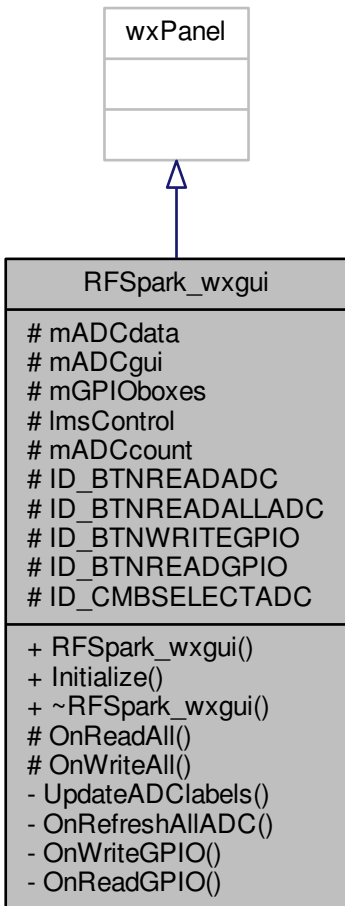 wxPanel
RFSpark_wxgui
# mADCdata
# mADCgui
# mGPIOboxes
# lmsControl
# mADCcount
# ID_BTNREADADC
# ID_BTNREADALLADC
# ID_BTNWRITEGPIO
# ID_BTNREADGPIO
# ID_CMBSELECTADC
+ RFSpark_wxgui()
+ Initialize()
+ ~RFSpark_wxgui()
# OnReadAll()
# OnWriteAll()
- UpdateADClabels()
- OnRefreshAllADC()
- OnWriteGPIO()
- OnReadGPIO()